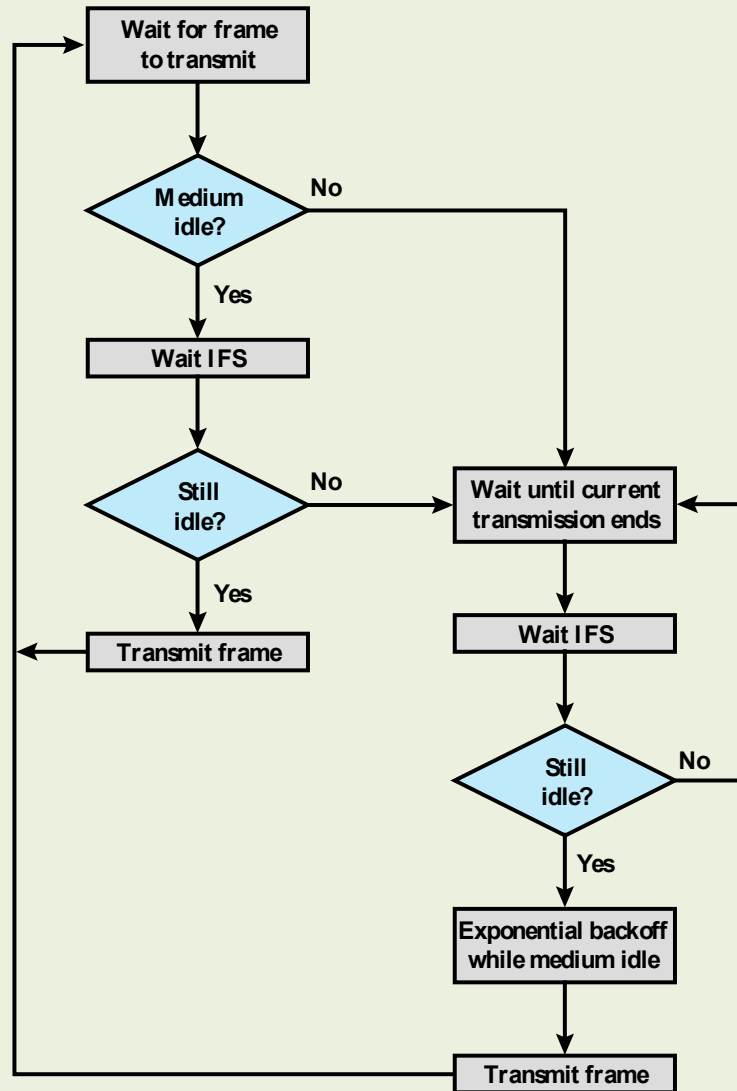 Wait for frame
to transmit
Medium
idle?
No
Yes
Wait IFS
Still
idle?
No
Yes
Transmit frame
Wait until current
transmission ends
Wait IFS
Still
idle?
No
Yes
Exponential backoff
while medium idle
Transmit frame